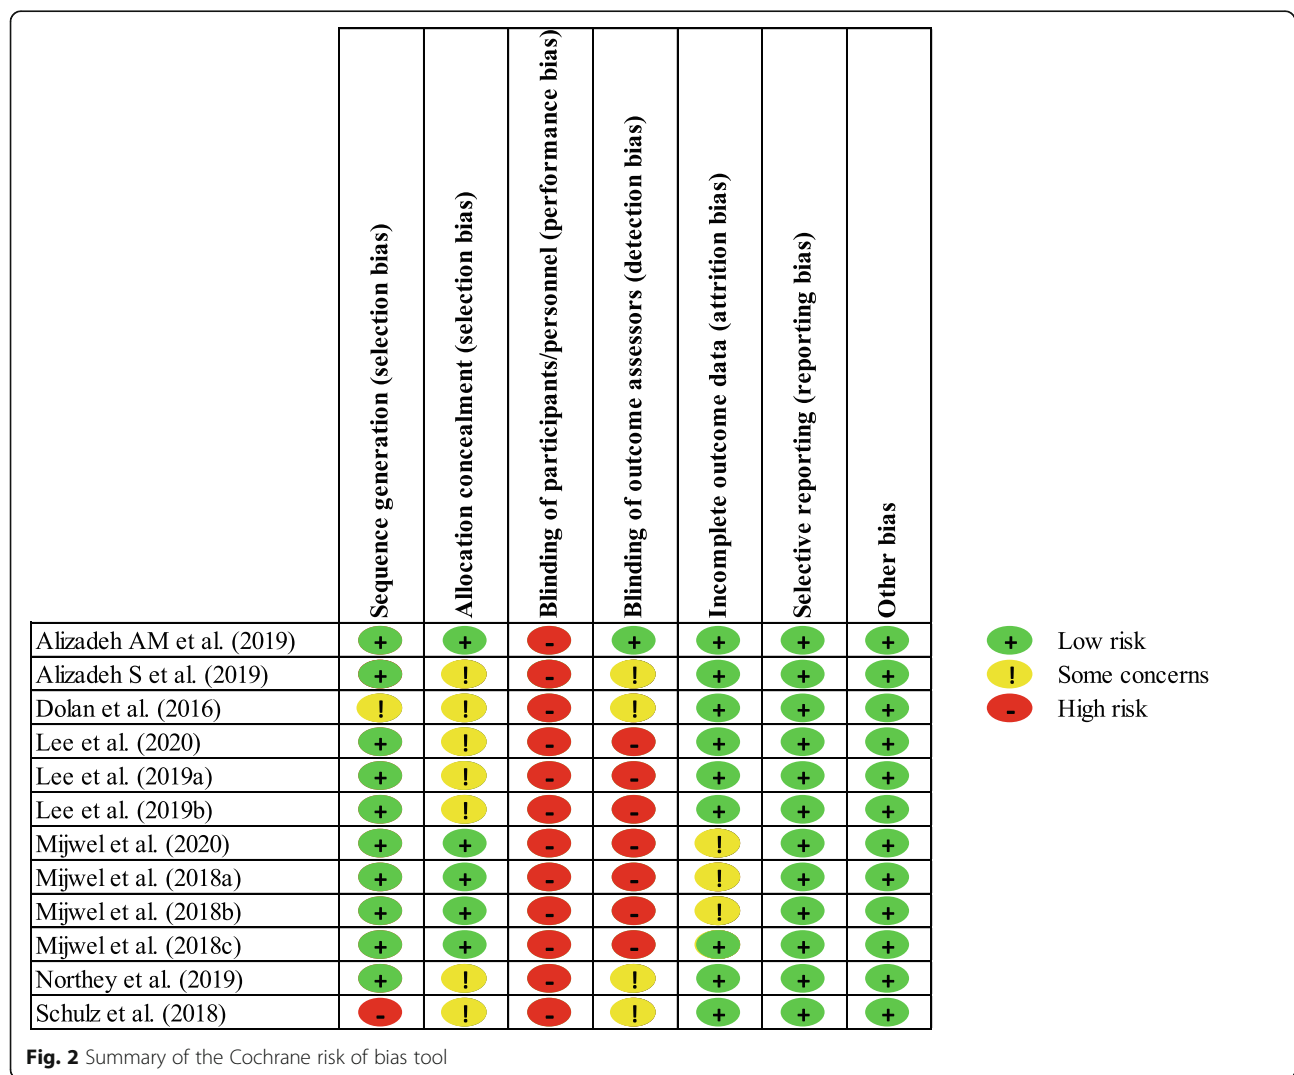 Sequence generation (selection bias)
Allocation concealment (selection bias)
Blinding of participants/personnel (performance bias)
Blinding of outcome assessors (detection bias)
Incomplete outcome data (attrition bias)
Selective reporting (reporting bias)
Other bias
Alizadeh AM et al. (2019) + + - + + + +
Alizadeh S et al. (2019) + ! - ! + + +
Dolan et al. (2016) ! ! - ! + + +
Lee et al. (2020) + ! - - + + +
Lee et al. (2019a) + ! - - + + +
Lee et al. (2019b) + ! - - + + +
Mijwel et al. (2020) + + - - ! + +
Mijwel et al. (2018a) + + - - ! + +
Mijwel et al. (2018b) + + - - ! + +
Mijwel et al. (2018c) + + - - + + +
Northey et al. (2019) + ! - ! + + +
Schulz et al. (2018) - ! - ! + + +
+ Low risk
! Some concerns
- High risk
Fig. 2 Summary of the Cochrane risk of bias tool